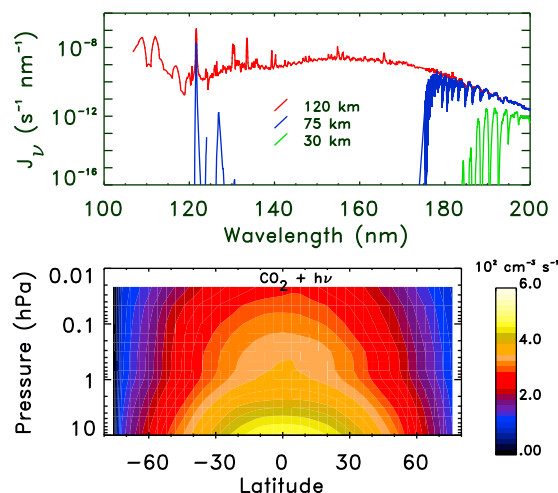 J_ν (s⁻¹ nm⁻¹)
10⁻⁸
10⁻¹²
10⁻¹⁶
120 km
75 km
30 km
100 120 140 160 180 200
Wavelength (nm)
CO₂ + hν
Pressure (hPa)
0.01
0.1
1
10
−60 −30 0 30 60
Latitude
10² cm⁻³ s⁻¹
6.0
4.0
2.0
.00